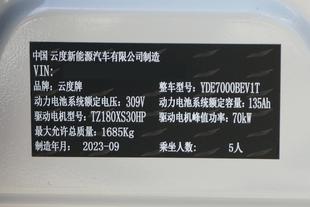 中国 云度新能源汽车有限公司制造
VIN:
品牌: 云度牌 整车型号: YDE7000BEV1T
动力电池系统额定电压: 309V 动力电池系统额定容量: 135Ah
驱动电机型号: TZ180XS30HP 驱动电机峰值功率: 70kW
最大允许总质量: 1685Kg
制造年月: 2023-09 乘坐人数: 5人